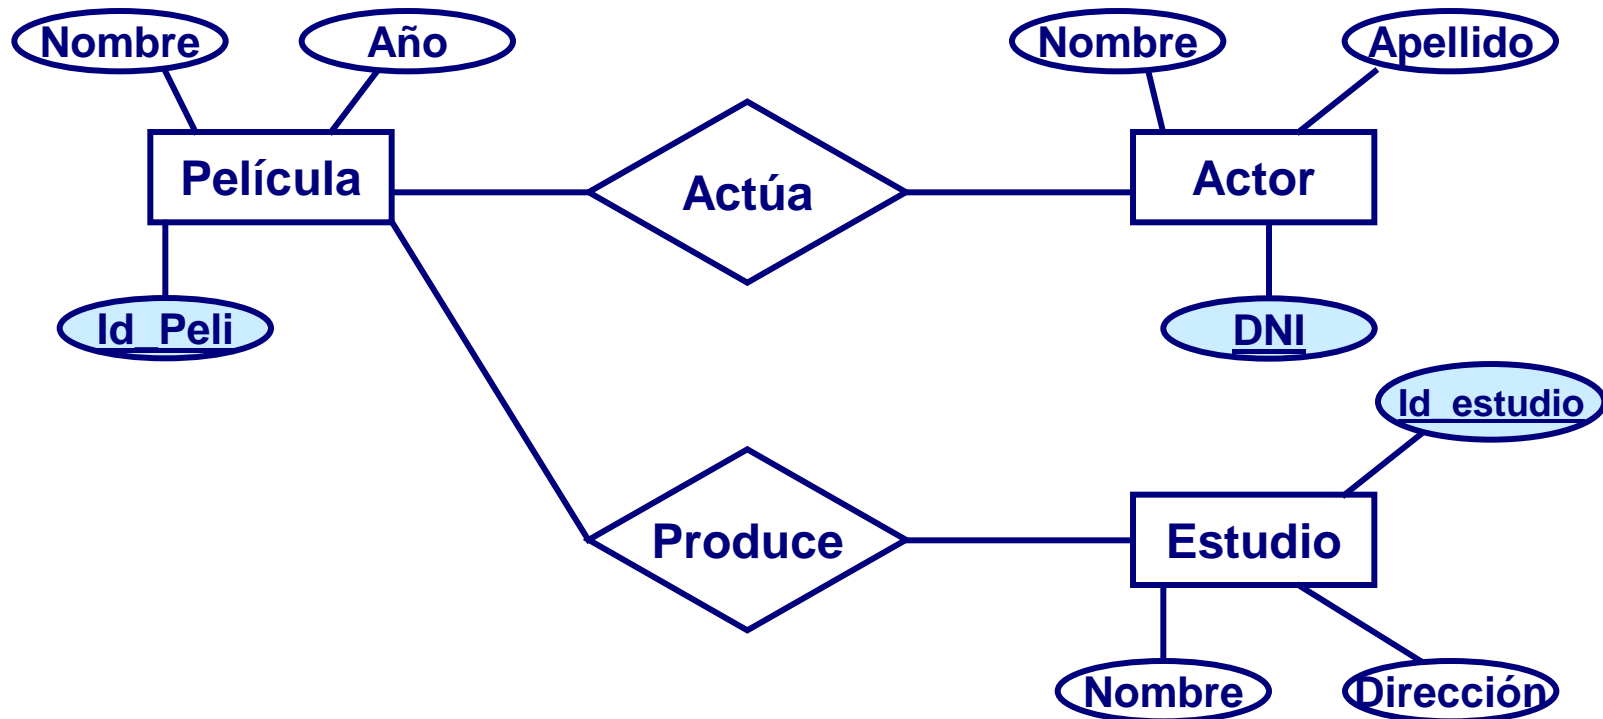 Nombre
Año
Nombre
Apellido
Película
Actúa
Actor
Id_Peli
DNI
Id_estudio
Produce
Estudio
Nombre
Dirección